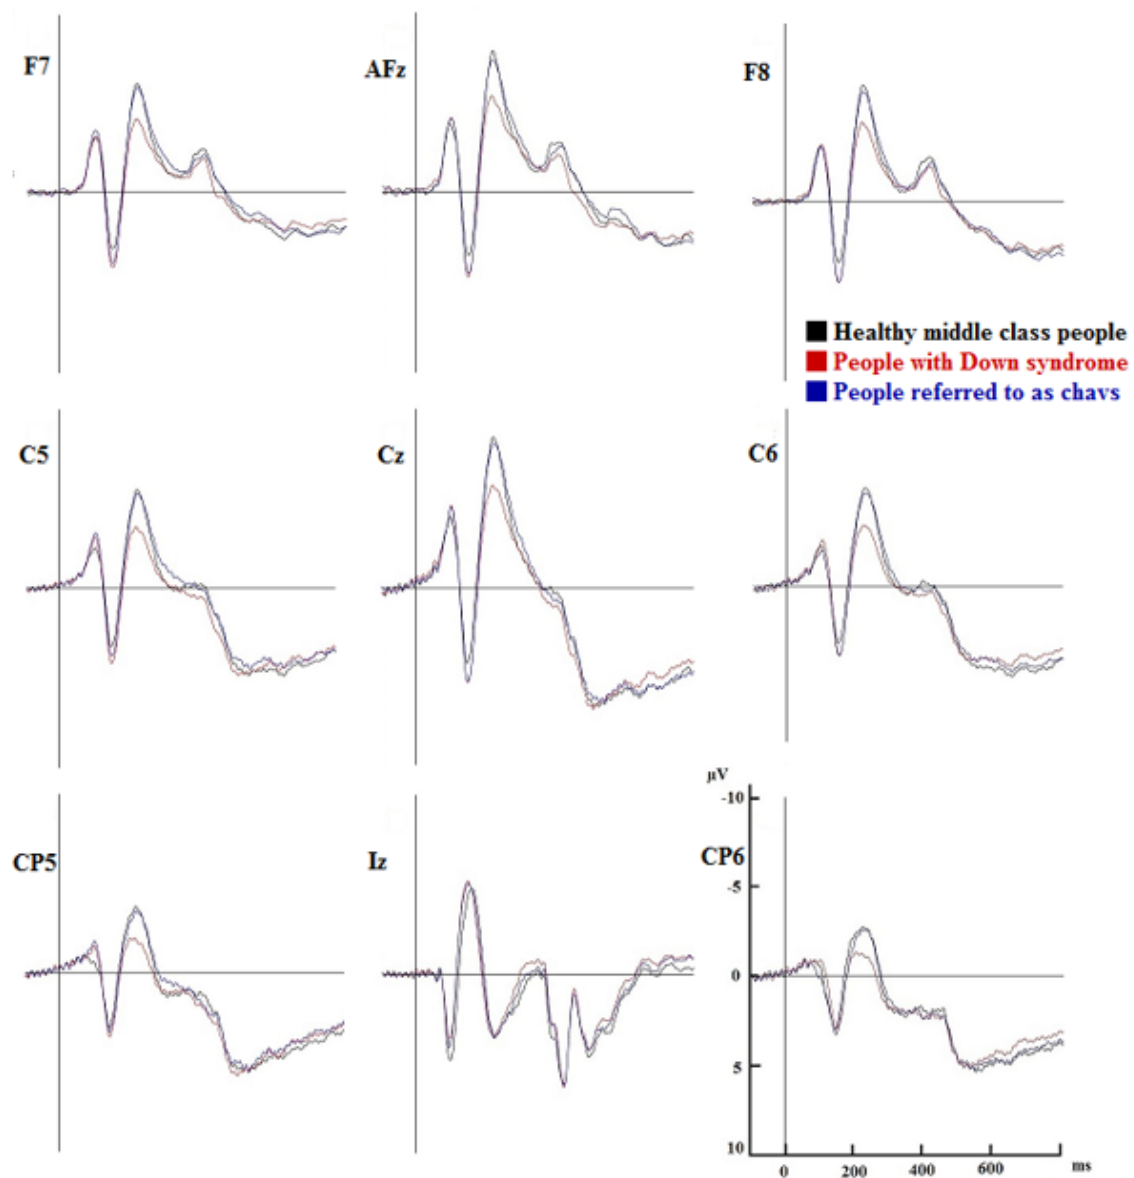 F7
AFz
F8
Healthy middle class people
People with Down syndrome
People referred to as chavs
C5
Cz
C6
µV
-10
CP5
Iz
CP6
-5
0
5
10
0 200 400 600 ms